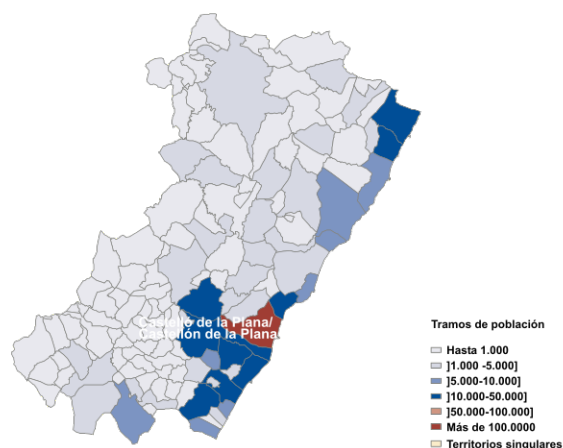 Castelló de la Plana/
Castellón de la Plana
Tramos de población
Hasta 1.000
]1.000 -5.000]
]5.000-10.000]
]10.000-50.000]
]50.000-100.000]
Más de 100.0000
Territorios singulares